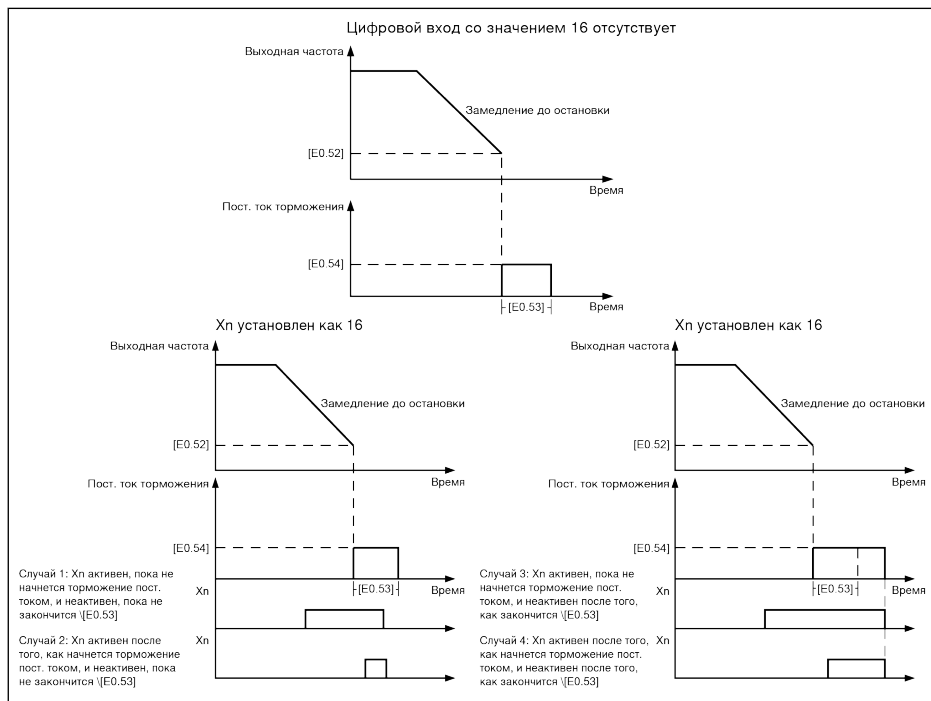 Цифровой вход со значением 16 отсутствует
Выходная частота
Замедление до остановки
[E0.52]
Время
Пост. ток торможения
[E0.54]
[E0.53]
Время
Xn установлен как 16
Выходная частота
Замедление до остановки
[E0.52]
Время
Пост. ток торможения
[E0.54]
[E0.53]
Случай 1: Xn активен, пока не
начнется торможение пост.
током, и неактивен, пока не
закончится \[E0.53]
Xn
Случай 2: Xn активен после
того, как начнется торможение
пост. током, и неактивен, пока
не закончится \[E0.53]
Xn
Xn установлен как 16
Выходная частота
Замедление до остановки
[E0.52]
Время
Пост. ток торможения
[E0.54]
[E0.53]
Случай 3: Xn активен, пока не
начнется торможение пост.
током, и неактивен после того,
как закончится \[E0.53]
Xn
Случай 4: Xn активен после того,
как начнется торможение пост.
током, и неактивен после того,
как закончится \[E0.53]
Xn